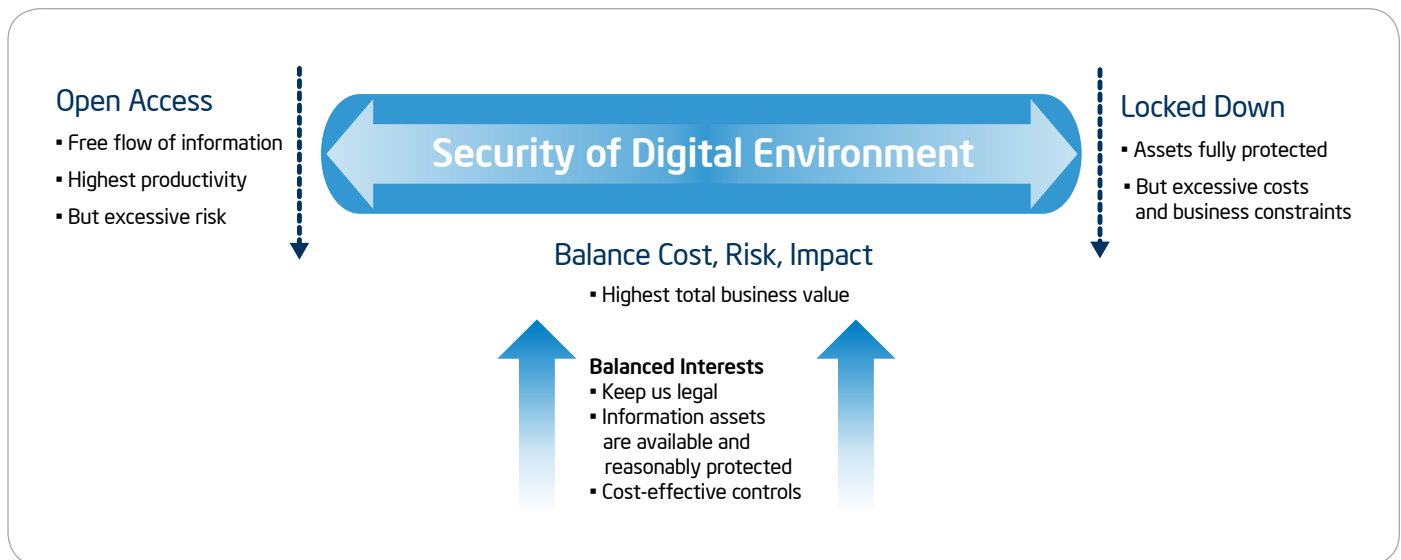 Open Access
▪ Free flow of information
▪ Highest productivity
▪ But excessive risk
Security of Digital Environment
Locked Down
▪ Assets fully protected
▪ But excessive costs
and business constraints
Balance Cost, Risk, Impact
▪ Highest total business value
Balanced Interests
▪ Keep us legal
▪ Information assets
are available and
reasonably protected
▪ Cost-effective controls